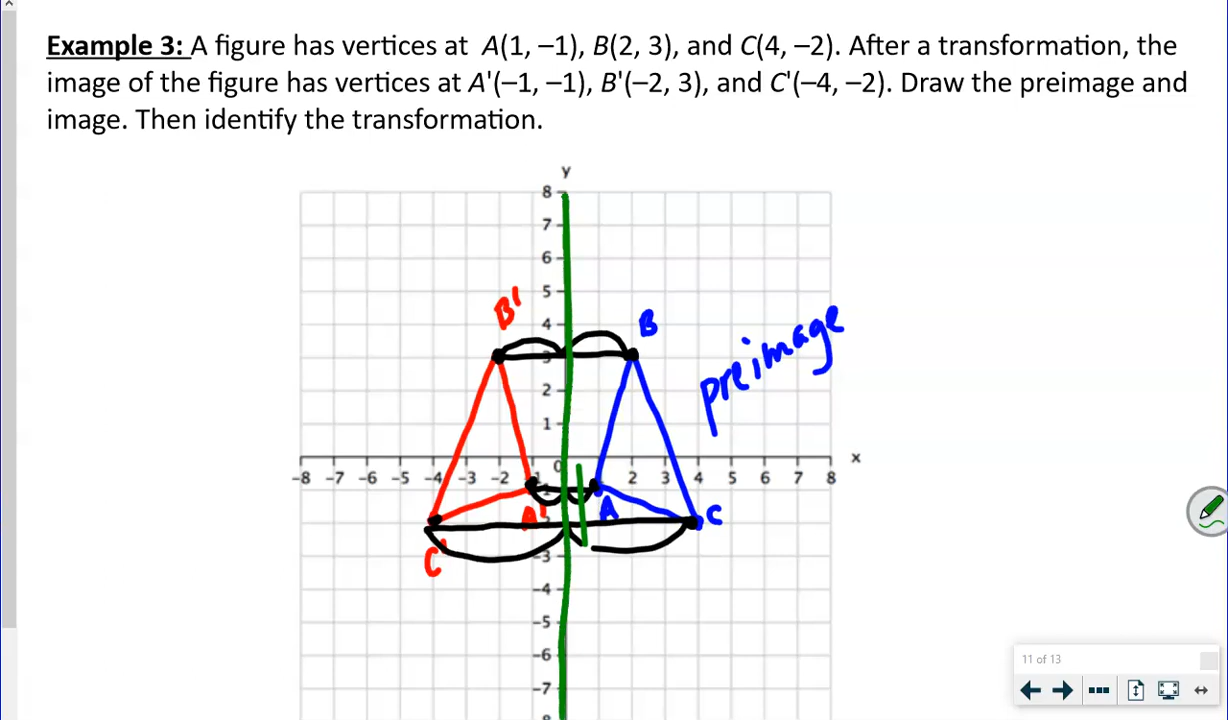 Example 3: A figure has vertices at A(1, –1), B(2, 3), and C(4, –2). After a transformation, the
image of the figure has vertices at A'(–1, –1), B'(–2, 3), and C'(–4, –2). Draw the preimage and
image. Then identify the transformation.
y
8
7
6
5
B'
4
B
preimage
3
2
1
0
-8 -7 -6 -5 -4 -3 -2 -1 2 3 4 5 6 7 8
x
A'
A
C
C'
-3
-4
-5
-6
-7
11 of 13